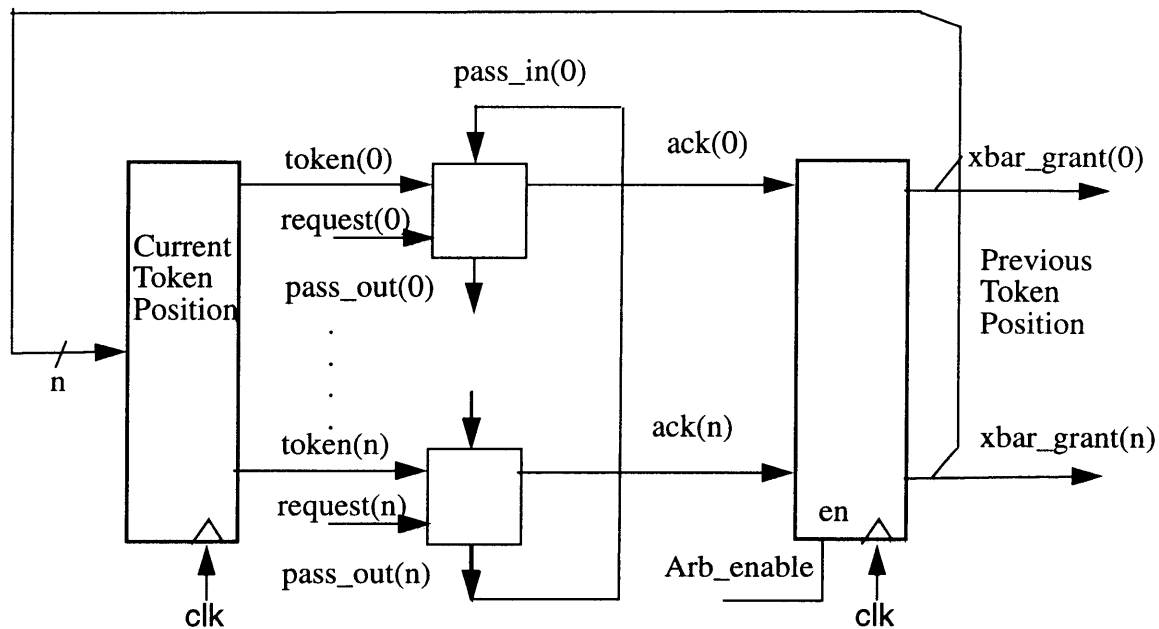 pass_in(0)
token(0)
ack(0)
xbar_grant(0)
request(0)
Current
Token
Position
pass_out(0)
Previous
Token
Position
n
token(n)
ack(n)
xbar_grant(n)
request(n)
en
pass_out(n)
Arb_enable
clk
clk